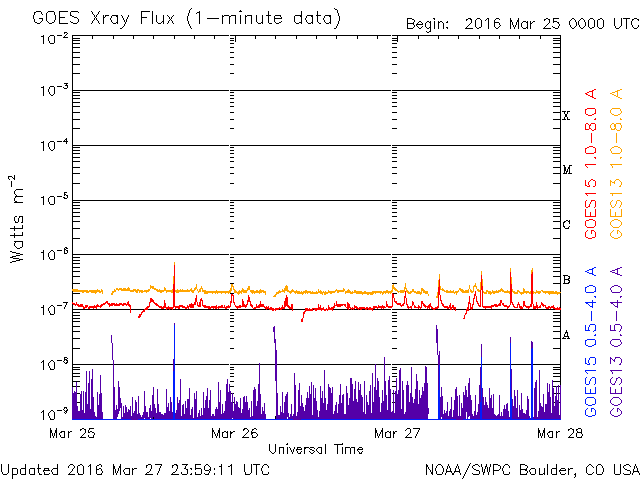 GOES Xray Flux (1-minute data)
Begin: 2016 Mar 25 0000 UTC
10-2
10-3
10-4
10-5
10-6
10-7
10-8
10-9
Watts m-2
X
M
C
B
A
GOES15 1.0-8.0 A
GOES13 1.0-8.0 A
GOES15 0.5-4.0 A
GOES13 0.5-4.0 A
Mar 25 Mar 26 Mar 27 Mar 28
Universal Time
Updated 2016 Mar 27 23:59:11 UTC
NOAA/SWPC Boulder, CO USA